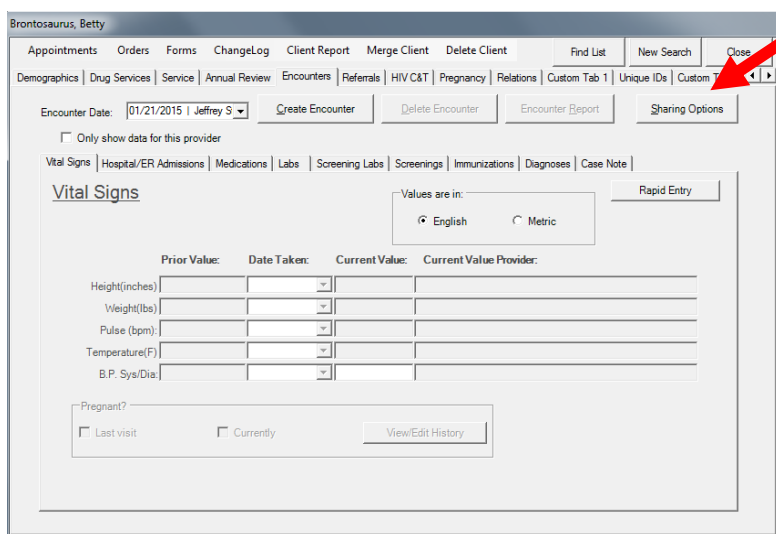 Brontosaurus, Betty
Appointments Orders Forms ChangeLog Client Report Merge Client Delete Client Find List New Search Close
Demographics Drug Services Service Annual Review Encounters Referrals HIV C&T Pregnancy Relations Custom Tab 1 Unique IDs Custom
Encounter Date: 01/21/2015 | Jeffrey S Create Encounter Delete Encounter Encounter Report Sharing Options
Only show data for this provider
Vital Signs Hospital/ER Admissions Medications Labs Screening Labs Screenings Immunizations Diagnoses Case Note
Vital Signs Values are in: Rapid Entry
English Metric
Prior Value: Date Taken: Current Value: Current Value Provider:
Height(inches)
Weight(lbs)
Pulse (bpm):
Temperature(F)
B.P. Sys/Dia:
Pregnant?
Last visit Currently View/Edit History